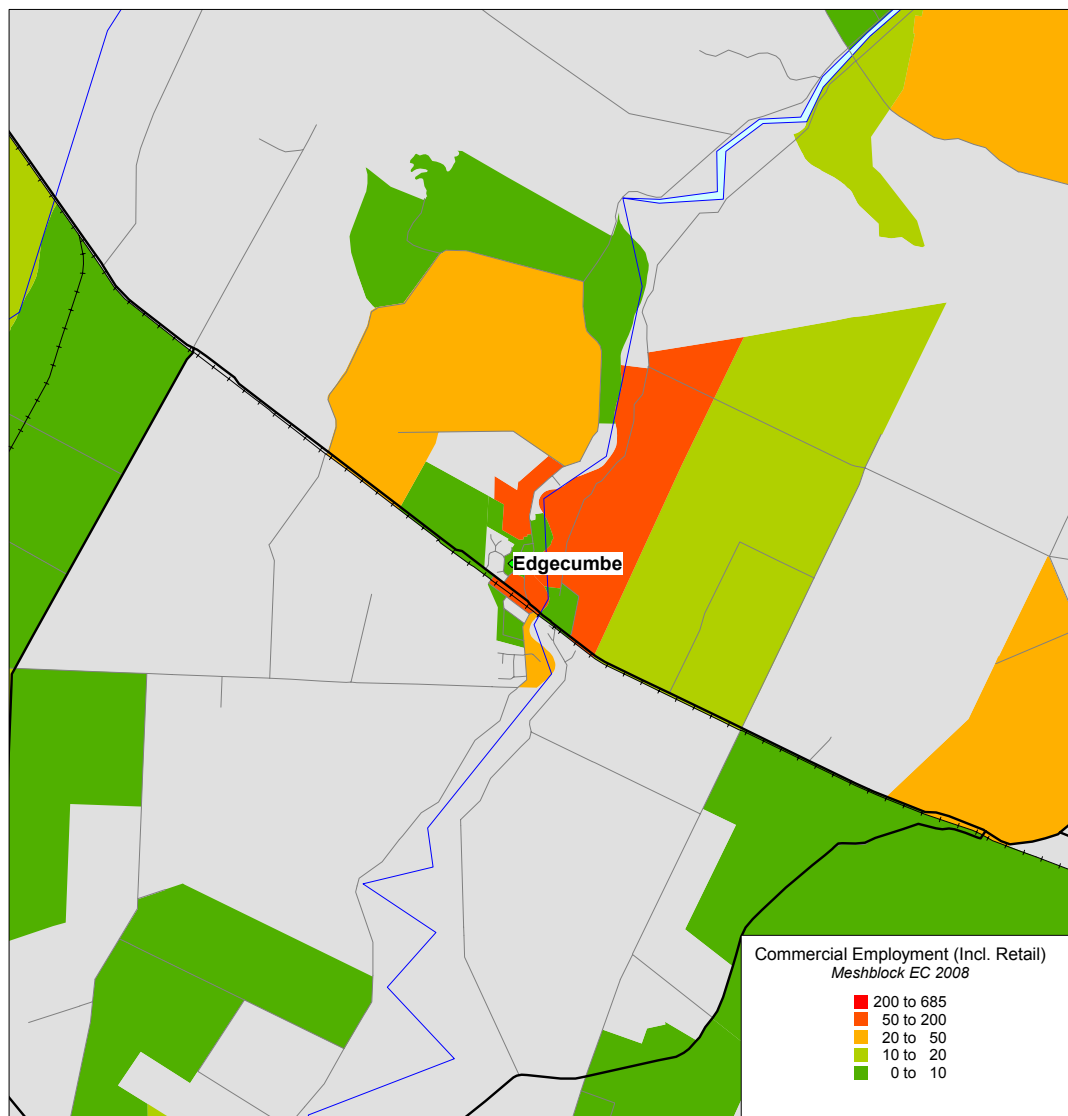 Edgecumbe
Commercial Employment (Incl. Retail)
Meshblock EC 2008
200 to 685
50 to 200
20 to 50
10 to 20
0 to 10